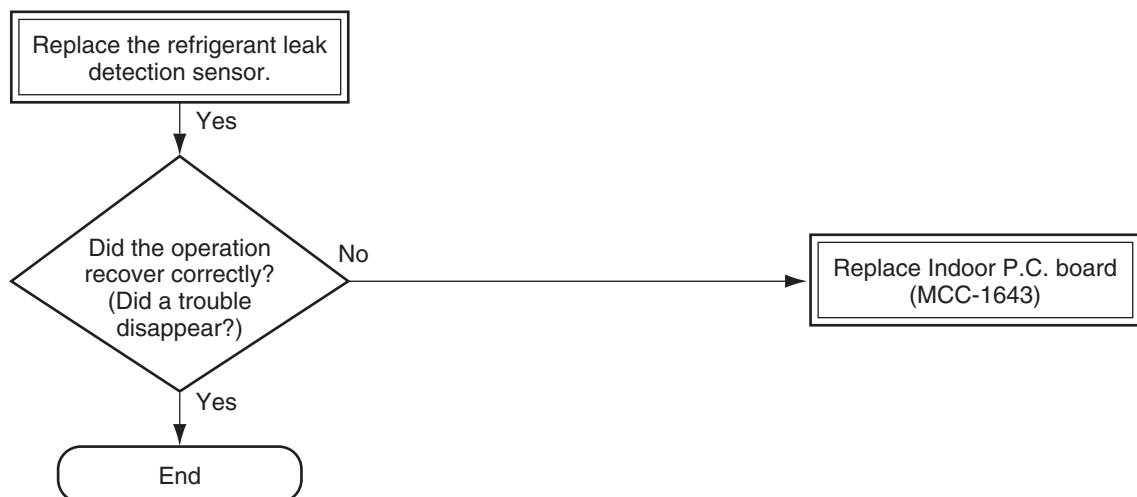 Replace the refrigerant leak
detection sensor.
Yes
Did the operation
recover correctly?
(Did a trouble
disappear?)
No
Replace Indoor P.C. board
(MCC-1643)
Yes
End